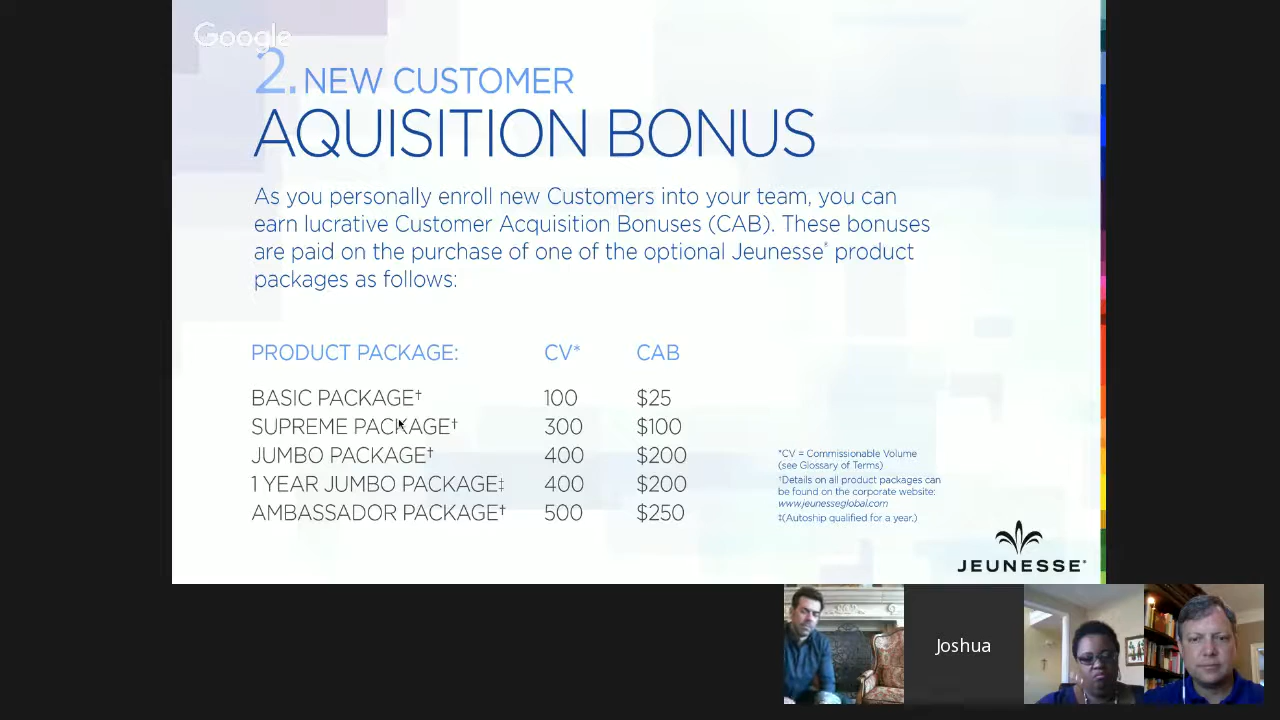 Google
2. NEW CUSTOMER
AQUISITION BONUS
As you personally enroll new Customers into your team, you can
earn lucrative Customer Acquisition Bonuses (CAB). These bonuses
are paid on the purchase of one of the optional Jeunesse® product
packages as follows:
PRODUCT PACKAGE: CV* CAB
BASIC PACKAGE† 100 $25
SUPREME PACKAGE† 300 $100
JUMBO PACKAGE† 400 $200
1 YEAR JUMBO PACKAGE‡ 400 $200
AMBASSADOR PACKAGE† 500 $250
*CV = Commissionable Volume
(see Glossary of Terms)
†Details on all product packages can
be found on the corporate website:
www.jeunesseglobal.com
‡(Autoship qualified for a year.)
JEUNESSE®
Joshua